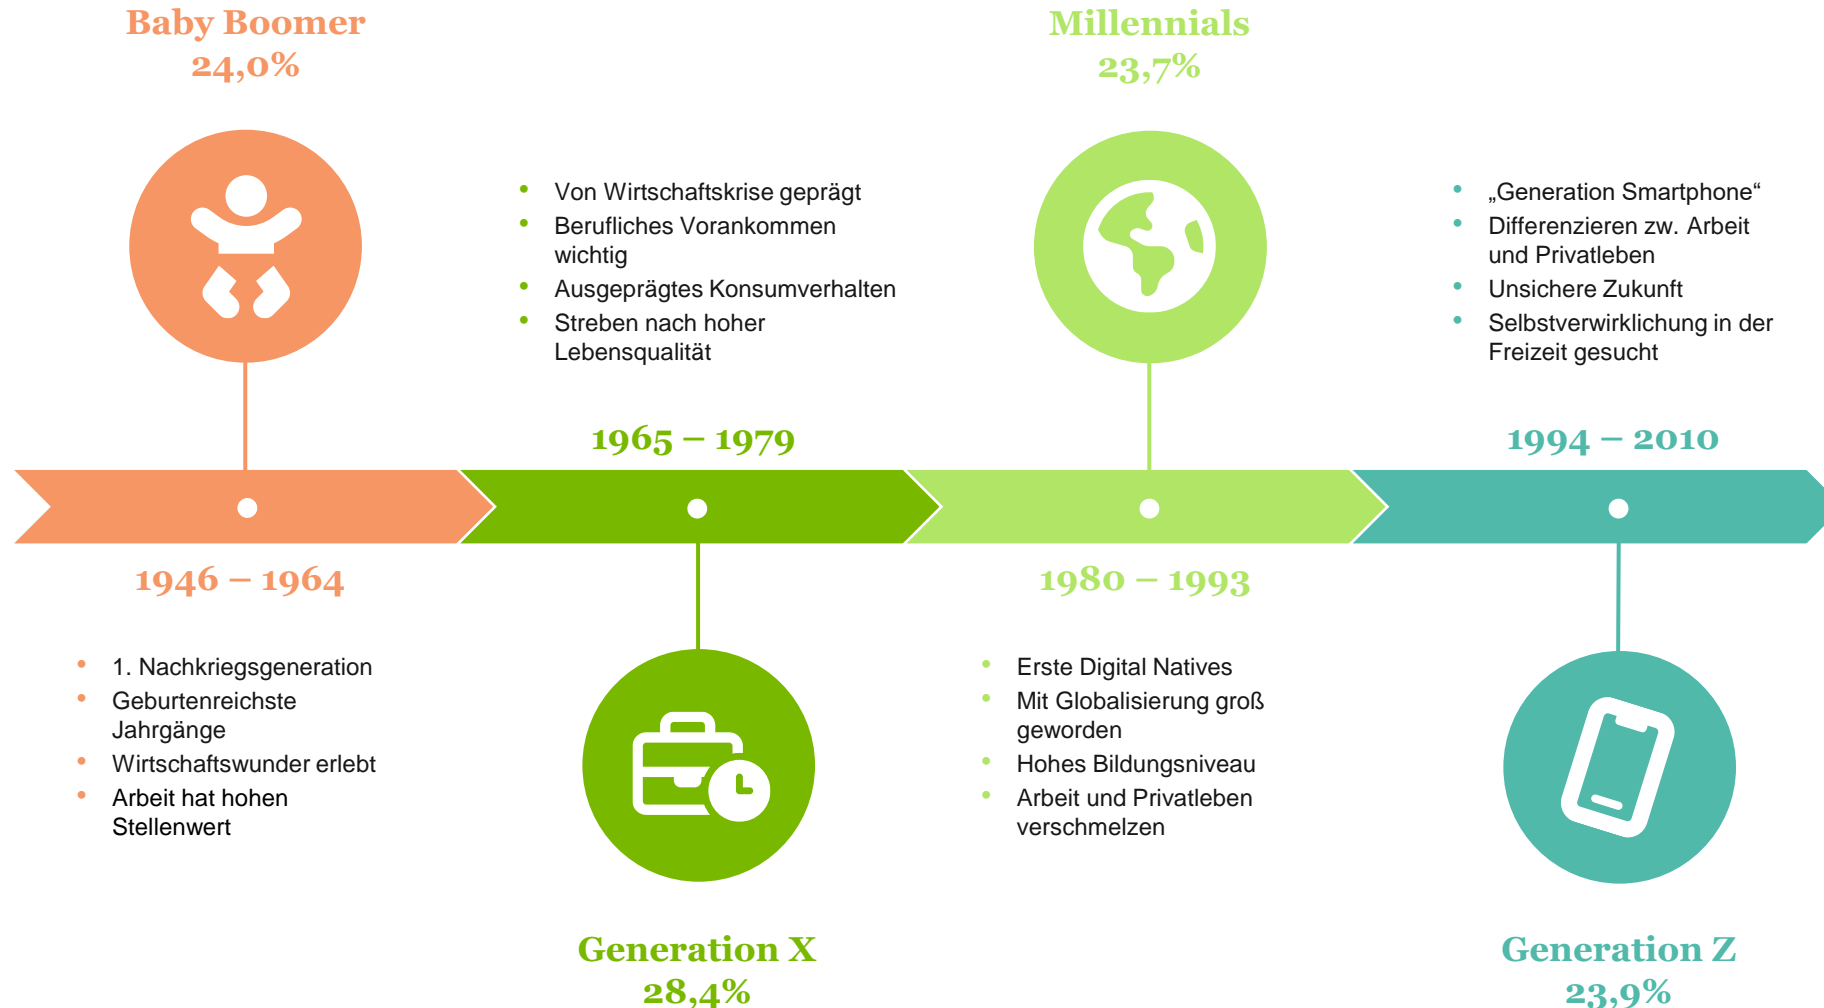 Baby Boomer
24,0%
1946 – 1964
• 1. Nachkriegsgeneration
• Geburtenreichste
Jahrgänge
• Wirtschaftswunder erlebt
• Arbeit hat hohen
Stellenwert
• Von Wirtschaftskrise geprägt
• Berufliches Vorankommen
wichtig
• Ausgeprägtes Konsumverhalten
• Streben nach hoher
Lebensqualität
1965 – 1979
Generation X
28,4%
Millennials
23,7%
1980 – 1993
• Erste Digital Natives
• Mit Globalisierung groß
geworden
• Hohes Bildungsniveau
• Arbeit und Privatleben
verschmelzen
• „Generation Smartphone“
• Differenzieren zw. Arbeit
und Privatleben
• Unsichere Zukunft
• Selbstverwirklichung in der
Freizeit gesucht
1994 – 2010
Generation Z
23,9%